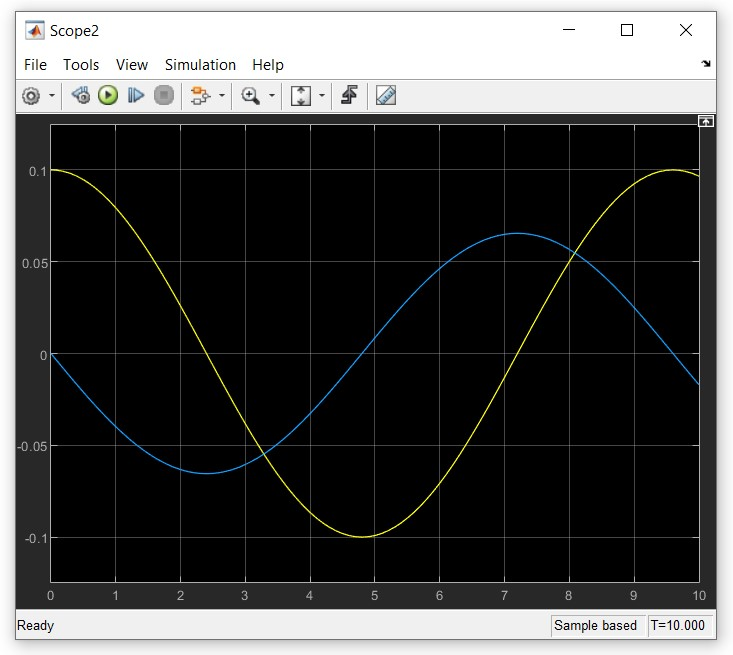 Scope2
File Tools View Simulation Help
0.1
0.05
0
-0.05
-0.1
0 1 2 3 4 5 6 7 8 9 10
Ready Sample based T=10.000